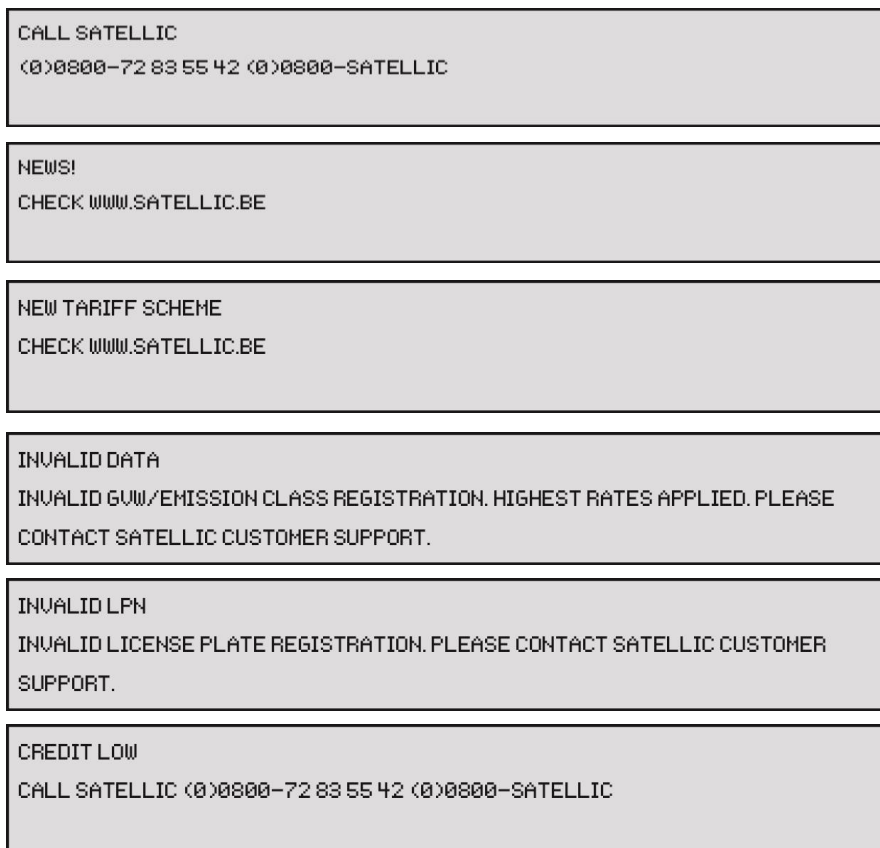 CALL SATELLIC
(0)0800-72 83 55 42 (0)0800-SATELLIC
NEWS!
CHECK WWW.SATELLIC.BE
NEW TARIFF SCHEME
CHECK WWW.SATELLIC.BE
INVALID DATA
INVALID GVW/EMISSION CLASS REGISTRATION. HIGHEST RATES APPLIED. PLEASE
CONTACT SATELLIC CUSTOMER SUPPORT.
INVALID LPN
INVALID LICENSE PLATE REGISTRATION. PLEASE CONTACT SATELLIC CUSTOMER
SUPPORT.
CREDIT LOW
CALL SATELLIC (0)0800-72 83 55 42 (0)0800-SATELLIC